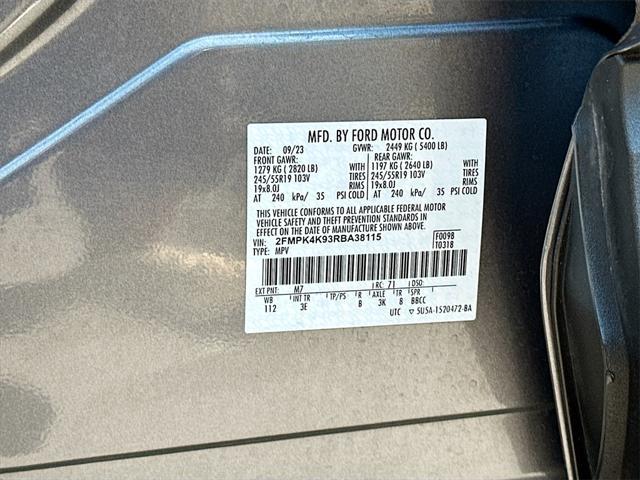 MFD. BY FORD MOTOR CO.
DATE: 09/23 GVWR: 2449 KG ( 5400 LB)
FRONT GAWR: REAR GAWR:
1279 KG ( 2820 LB) WITH 1197 KG ( 2640 LB) WITH
245/55R19 103V TIRES 245/55R19 103V TIRES
19x8.0J RIMS 19x8.0J RIMS
AT 240 kPa/ 35 PSI COLD AT 240 kPa/ 35 PSI COLD
THIS VEHICLE CONFORMS TO ALL APPLICABLE FEDERAL MOTOR
VEHICLE SAFETY AND THEFT PREVENTION STANDARDS IN
EFFECT ON THE DATE OF MANUFACTURE SHOWN ABOVE.
VIN: 2FMPK4K93RBA38115 F0098
TYPE: MPV T0318
EXT PNT: M7 RC: 71 DSO:
WB INT TR TP/PS R AXLE TR SPR
112 3E B 3K 8 BBCC
UTC ▽ 5U5A-1520472-BA